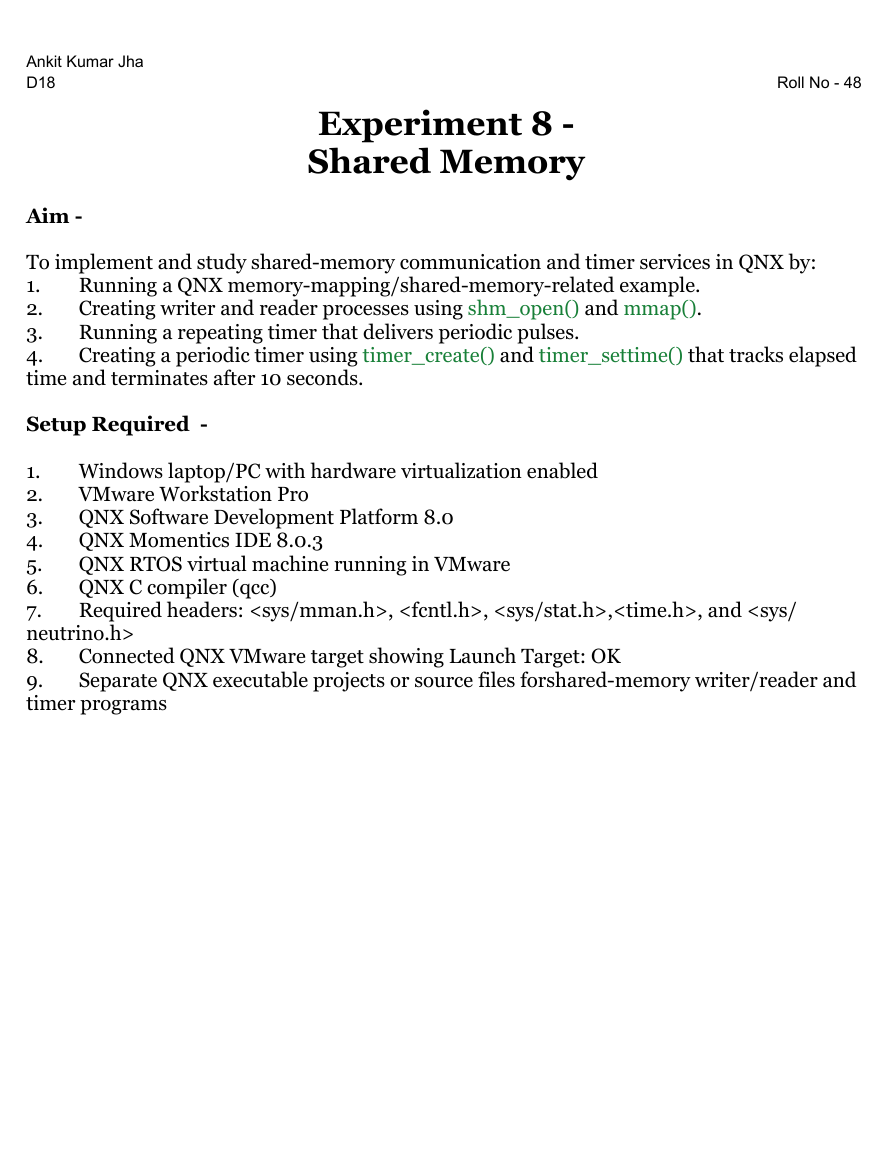 Ankit Kumar Jha
D18 Roll No - 48
Experiment 8 -
Shared Memory
Aim -
To implement and study shared-memory communication and timer services in QNX by:
1. Running a QNX memory-mapping/shared-memory-related example.
2. Creating writer and reader processes using shm_open() and mmap().
3. Running a repeating timer that delivers periodic pulses.
4. Creating a periodic timer using timer_create() and timer_settime() that tracks elapsed
time and terminates after 10 seconds.
Setup Required -
1. Windows laptop/PC with hardware virtualization enabled
2. VMware Workstation Pro
3. QNX Software Development Platform 8.0
4. QNX Momentics IDE 8.0.3
5. QNX RTOS virtual machine running in VMware
6. QNX C compiler (qcc)
7. Required headers: <sys/mman.h>, <fcntl.h>, <sys/stat.h>,<time.h>, and <sys/
neutrino.h>
8. Connected QNX VMware target showing Launch Target: OK
9. Separate QNX executable projects or source files forshared-memory writer/reader and
timer programs